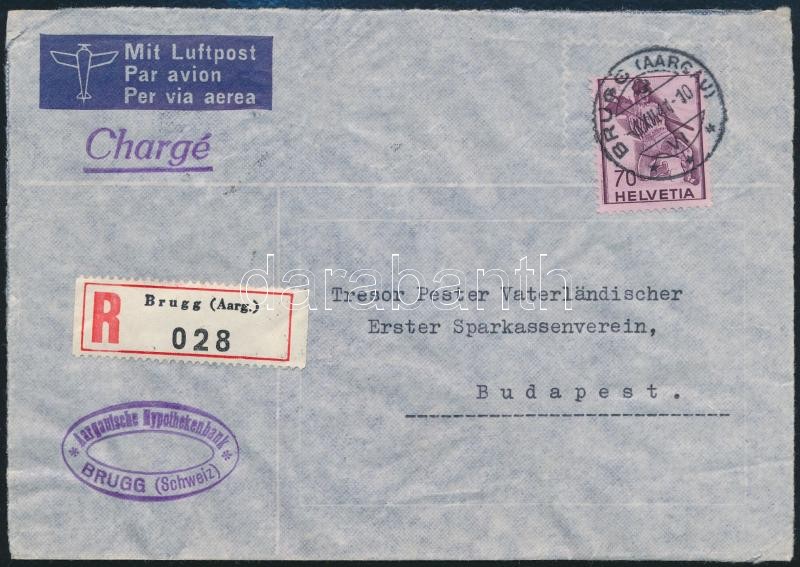 Mit Luftpost
Par avion
Per via aerea
Chargé
BRUGG (AARGAU)
70
HELVETIA
R
Brugg (Aarg.)
028
darabanth
Tresor Pester Vaterländischer
Erster Sparkassenverein,
Budapest.
* Aargauische Hypothekenbank *
BRUGG (Schweiz)